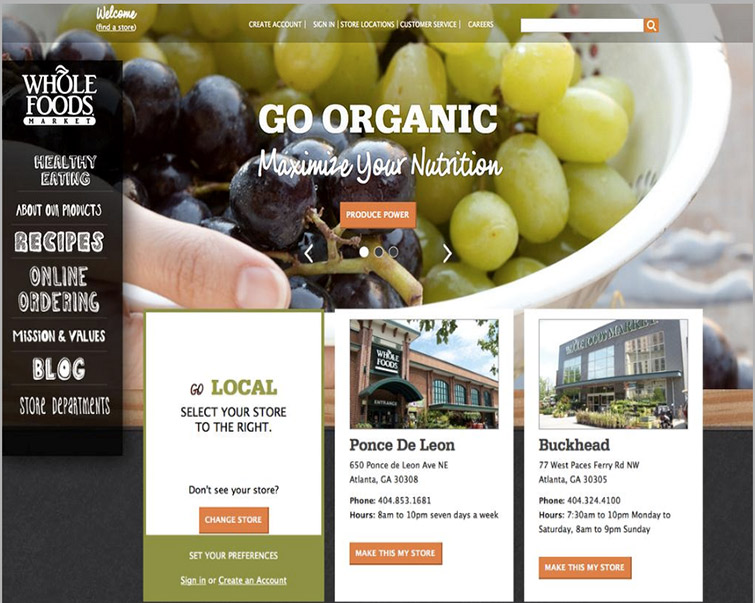 Welcome
(find a store)
CREATE ACCOUNT | SIGN IN | STORE LOCATIONS | CUSTOMER SERVICE | CAREERS
WHOLE
FOODS
MARKET
HEALTHY
EATING
ABOUT OUR PRODUCTS
RECIPES
ONLINE
ORDERING
MISSION & VALUES
BLOG
STORE DEPARTMENTS
GO ORGANIC
Maximize Your Nutrition
PRODUCE POWER
GO LOCAL
SELECT YOUR STORE
TO THE RIGHT.
Don't see your store?
CHANGE STORE
SET YOUR PREFERENCES
Sign in or Create an Account
WHOLE
FOODS
ENTRANCE
Ponce De Leon
650 Ponce de Leon Ave NE
Atlanta, GA 30308
Phone: 404.853.1681
Hours: 8am to 10pm seven days a week
MAKE THIS MY STORE
WHOLE FOODS MARKET
Buckhead
77 West Paces Ferry Rd NW
Atlanta, GA 30305
Phone: 404.324.4100
Hours: 7:30am to 10pm Monday to
Saturday, 8am to 9pm Sunday
MAKE THIS MY STORE